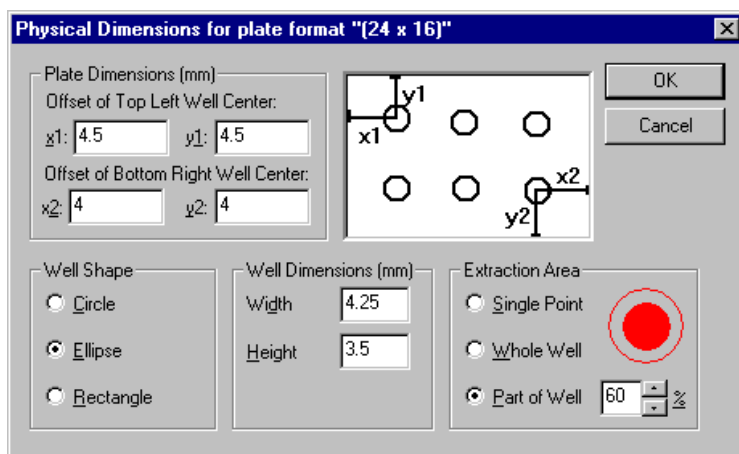 Physical Dimensions for plate format "(24 x 16)"
Plate Dimensions (mm)
Offset of Top Left Well Center:
x1: 4.5 y1: 4.5
Offset of Bottom Right Well Center:
x2: 4 y2: 4
y1
x1
x2
y2
OK
Cancel
Well Shape
Circle
Ellipse
Rectangle
Well Dimensions (mm)
Width 4.25
Height 3.5
Extraction Area
Single Point
Whole Well
Part of Well 60 %